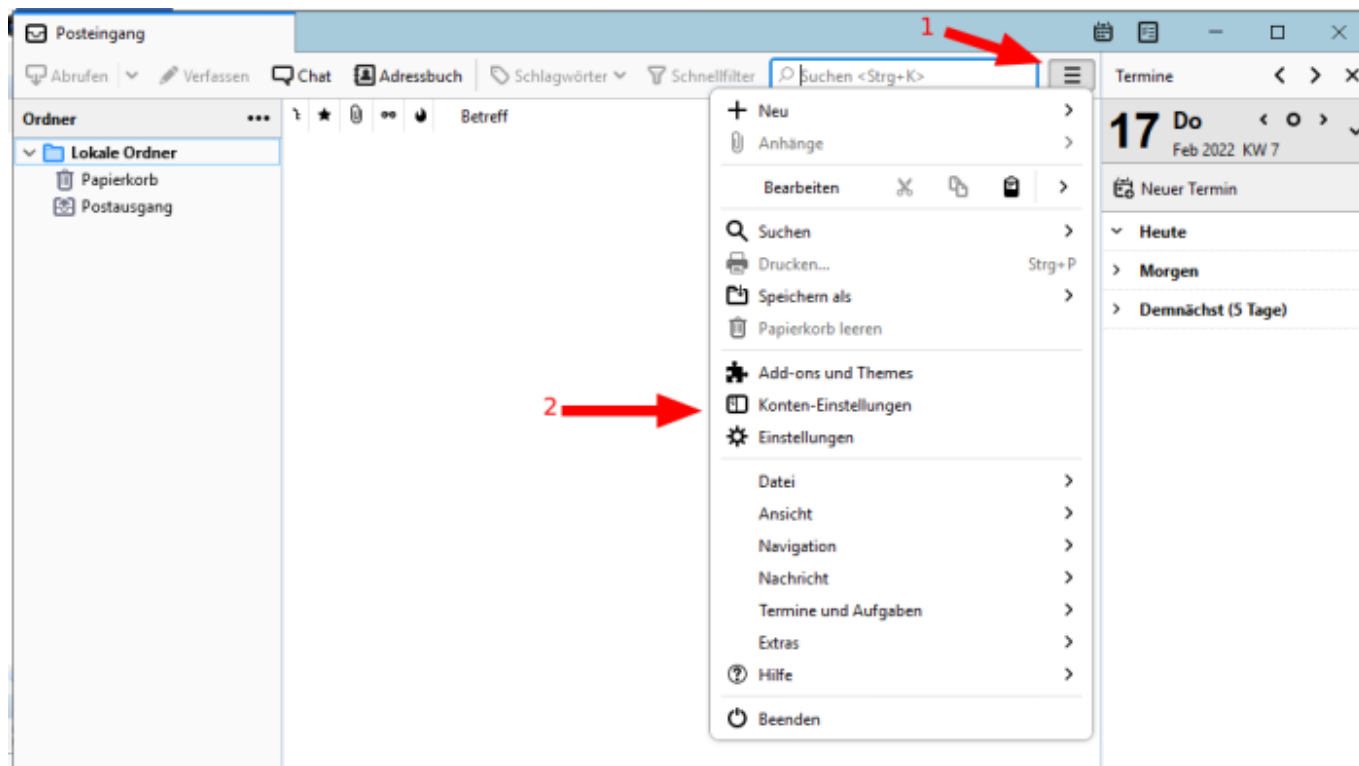 Posteingang
1
Abrufen Verfassen Chat Adressbuch Schlagwörter Schnellfilter Suchen <Strg+K> Termine
Ordner
Betreff
Lokale Ordner
Papierkorb
Postausgang
Neu
Anhänge
Bearbeiten
Suchen
Drucken... Strg+P
Speichern als
Papierkorb leeren
Add-ons und Themes
2
Konten-Einstellungen
Einstellungen
Datei
Ansicht
Navigation
Nachricht
Termine und Aufgaben
Extras
Hilfe
Beenden
17 Do
Feb 2022 KW 7
Neuer Termin
Heute
Morgen
Demnächst (5 Tage)